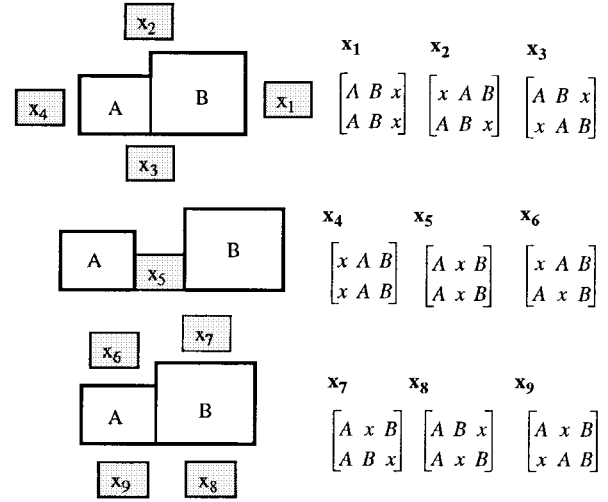 x₂
x₄ A B x₁
x₃
x₁ x₂ x₃
[A B x] [x A B] [A B x]
[A B x] [A B x] [x A B]
A x₅ B
x₄ x₅ x₆
[x A B] [A x B] [x A B]
[x A B] [A x B] [A x B]
x₆ x₇
A B
x₉ x₈
x₇ x₈ x₉
[A x B] [A B x] [A x B]
[A B x] [A x B] [x A B]